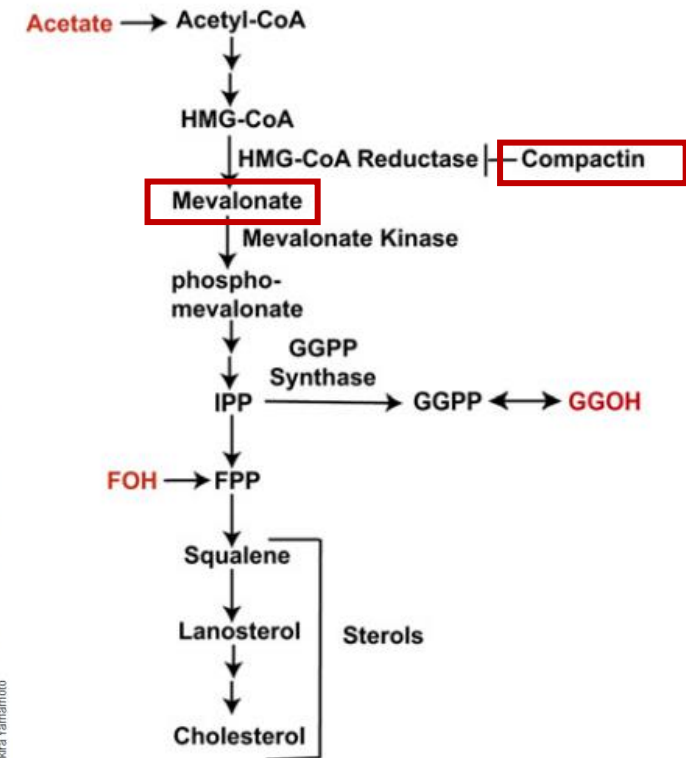 Acetate
Acetyl-CoA
HMG-CoA
HMG-CoA Reductase
Compactin
Mevalonate
Mevalonate Kinase
phospho-
mevalonate
GGPP
Synthase
IPP
GGPP
GGOH
FOH
FPP
Squalene
Lanosterol
Sterols
Cholesterol
Yamamoto